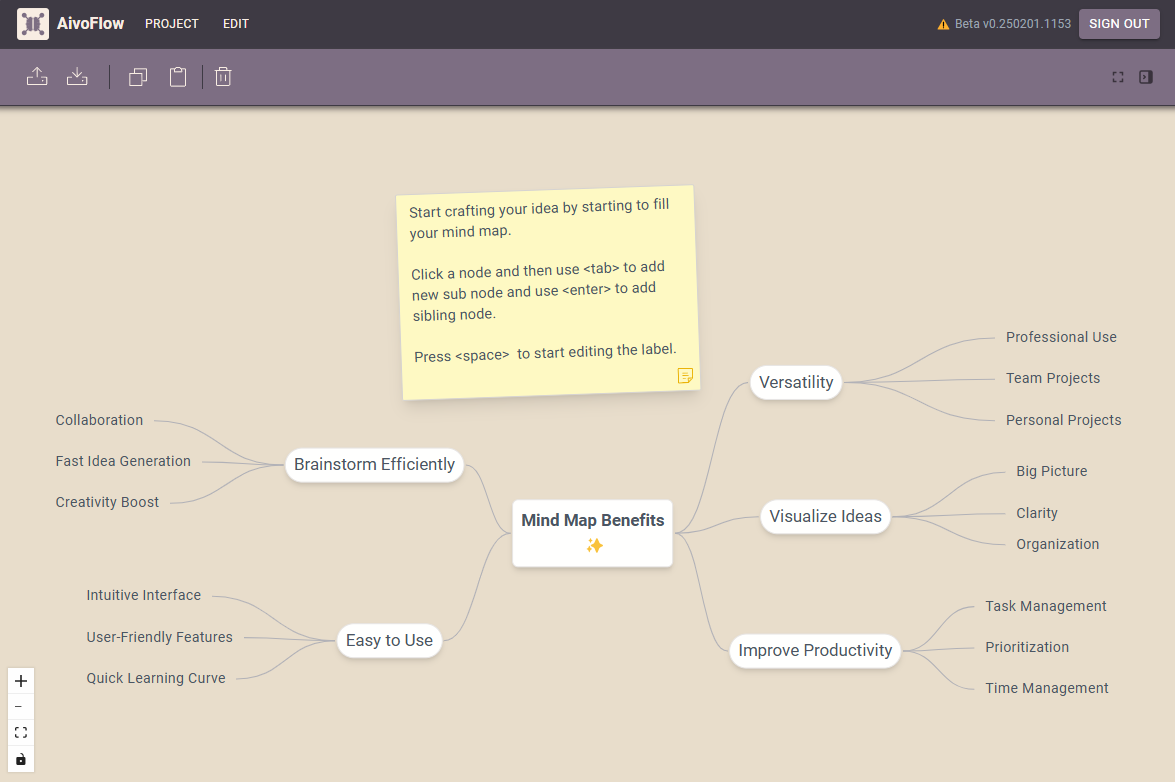 AivoFlow PROJECT EDIT Beta v0.250201.1153 SIGN OUT
Start crafting your idea by starting to fill
your mind map.
Click a node and then use <tab> to add
new sub node and use <enter> to add
sibling node.
Press <space>  to start editing the label.
Collaboration
Fast Idea Generation
Creativity Boost
Brainstorm Efficiently
Intuitive Interface
User-Friendly Features
Quick Learning Curve
Easy to Use
Mind Map Benefits
Versatility
Professional Use
Team Projects
Personal Projects
Visualize Ideas
Big Picture
Clarity
Organization
Improve Productivity
Task Management
Prioritization
Time Management